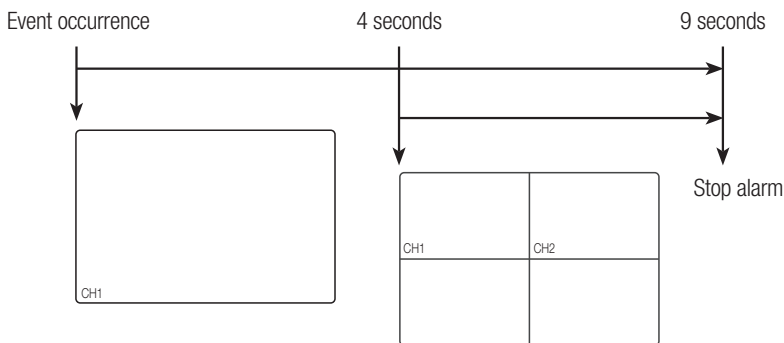 Event occurrence
4 seconds
9 seconds
Stop alarm
CH1
CH2
CH1